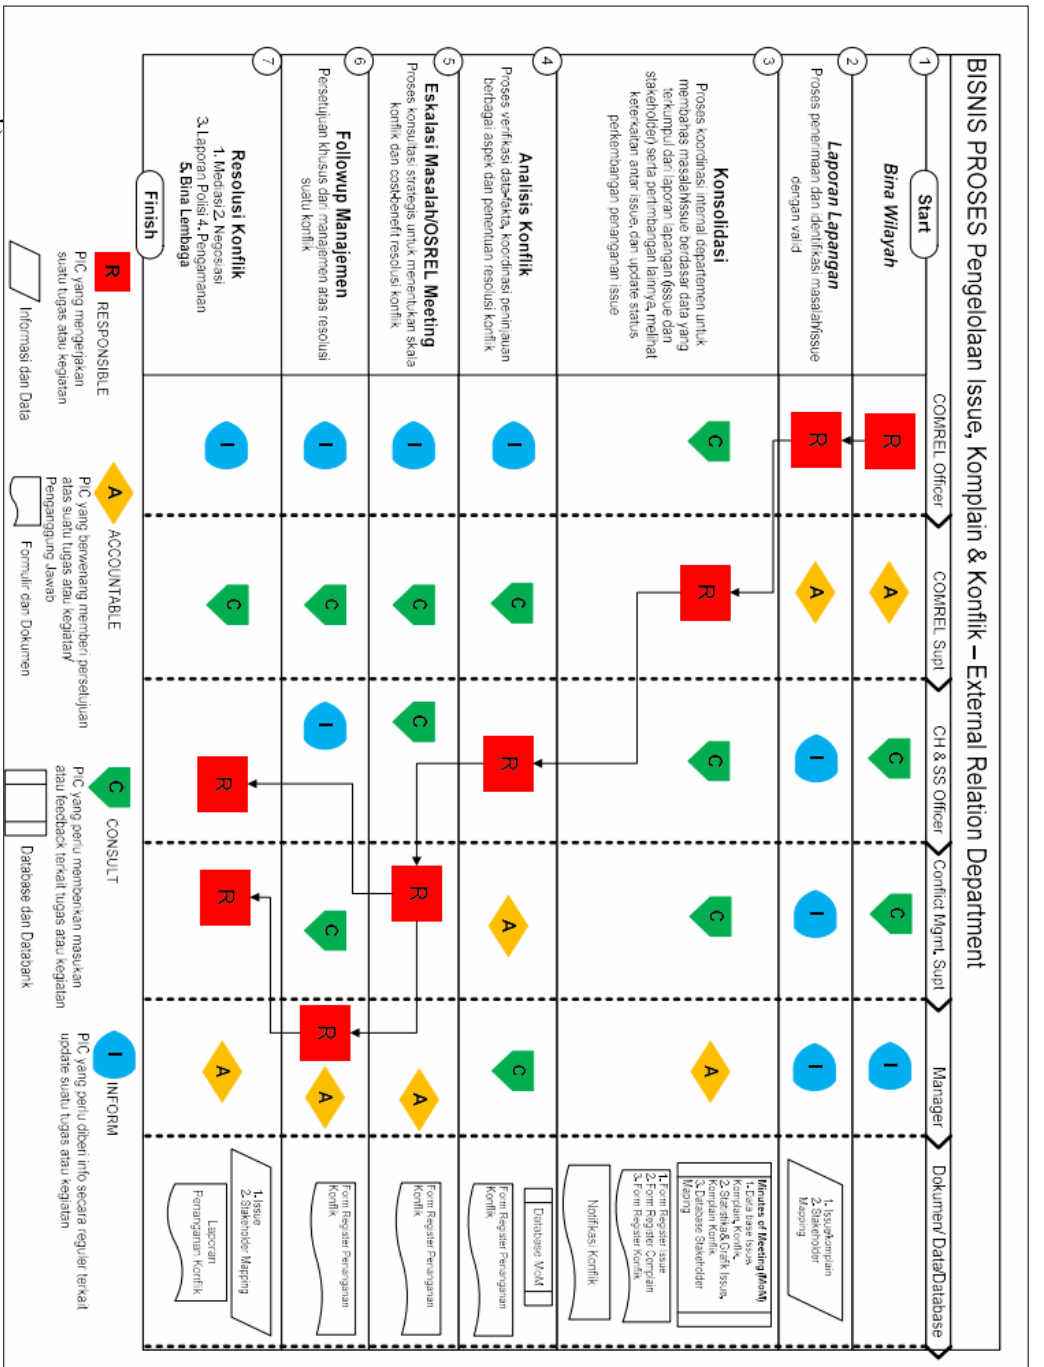 BISNIS PROSES Pengelolaan Issue, Komplain & Konflik – External Relation Department
COMREL Officer
COMREL Supt
CH & SS Officer
Conflict Mgmt. Supt
Manager
Dokumen/Data/Database
1
Start
Bina Wilayah
R
A
C
C
I
2
Laporan Lapangan
Proses penerimaan dan identifikasi masalah/issue
dengan valid
R
A
I
I
I
1. Issue/komplain
2. Stakeholder
Mapping
3
Konsolidasi
Proses koordinasi internal departemen untuk
membahas masalah/issue berdasar data yang
terkumpul dari laporan lapangan (issue dan
stakeholder) serta pertimbangan lainnya, melihat
keterkaitan antar issue, dan update status
perkembangan penanganan issue
C
R
C
C
A
Minutes of Meeting (MoM)
1. Data base Issue,
Komplain, Konflik,
2. Statistika & Grafik Issue,
Komplain Konflik
3. Database Stakeholder
Maping
1. Form Register Issue
2. Form Register Complain
3. Form Register Konflik
Notifikasi Konflik
4
Analisis Konflik
Proses verifikasi data-fakta, koordinasi peninjauan
berbagai aspek dan penentuan resolusi konflik
I
C
R
A
C
Database MoM
Form Register Penanganan
Konflik
5
Eskalasi Masalah/OSREL Meeting
Proses konsultasi strategis untuk menentukan skala
konflik dan cost-benefit resolusi konflik
I
C
C
R
A
Form Register Penanganan
Konflik
6
Followup Manajemen
Persetujuan khusus dari manajemen atas resolusi
suatu konflik
I
C
I
C
R
A
Form Register Penanganan
Konflik
7
Resolusi Konflik
1. Mediasi 2. Negosiasi
3. Laporan Polisi 4. Pengamanan
5. Bina Lembaga
Finish
I
C
R
R
A
1. Issue
2. Stakeholder Mapping
Laporan
Penanganan Konflik
R
RESPONSIBLE
PIC yang mengerjakan
suatu tugas atau kegiatan
A
ACCOUNTABLE
PIC yang berwenang memberi persetujuan
atas suatu tugas atau kegiatan/
Penanggung Jawab
C
CONSULT
PIC yang perlu memberikan masukan
atau feedback terkait tugas atau kegiatan
I
INFORM
PIC yang perlu diberi info secara reguler terkait
update suatu tugas atau kegiatan
Informasi dan Data
Formulir dan Dokumen
Database dan Databank